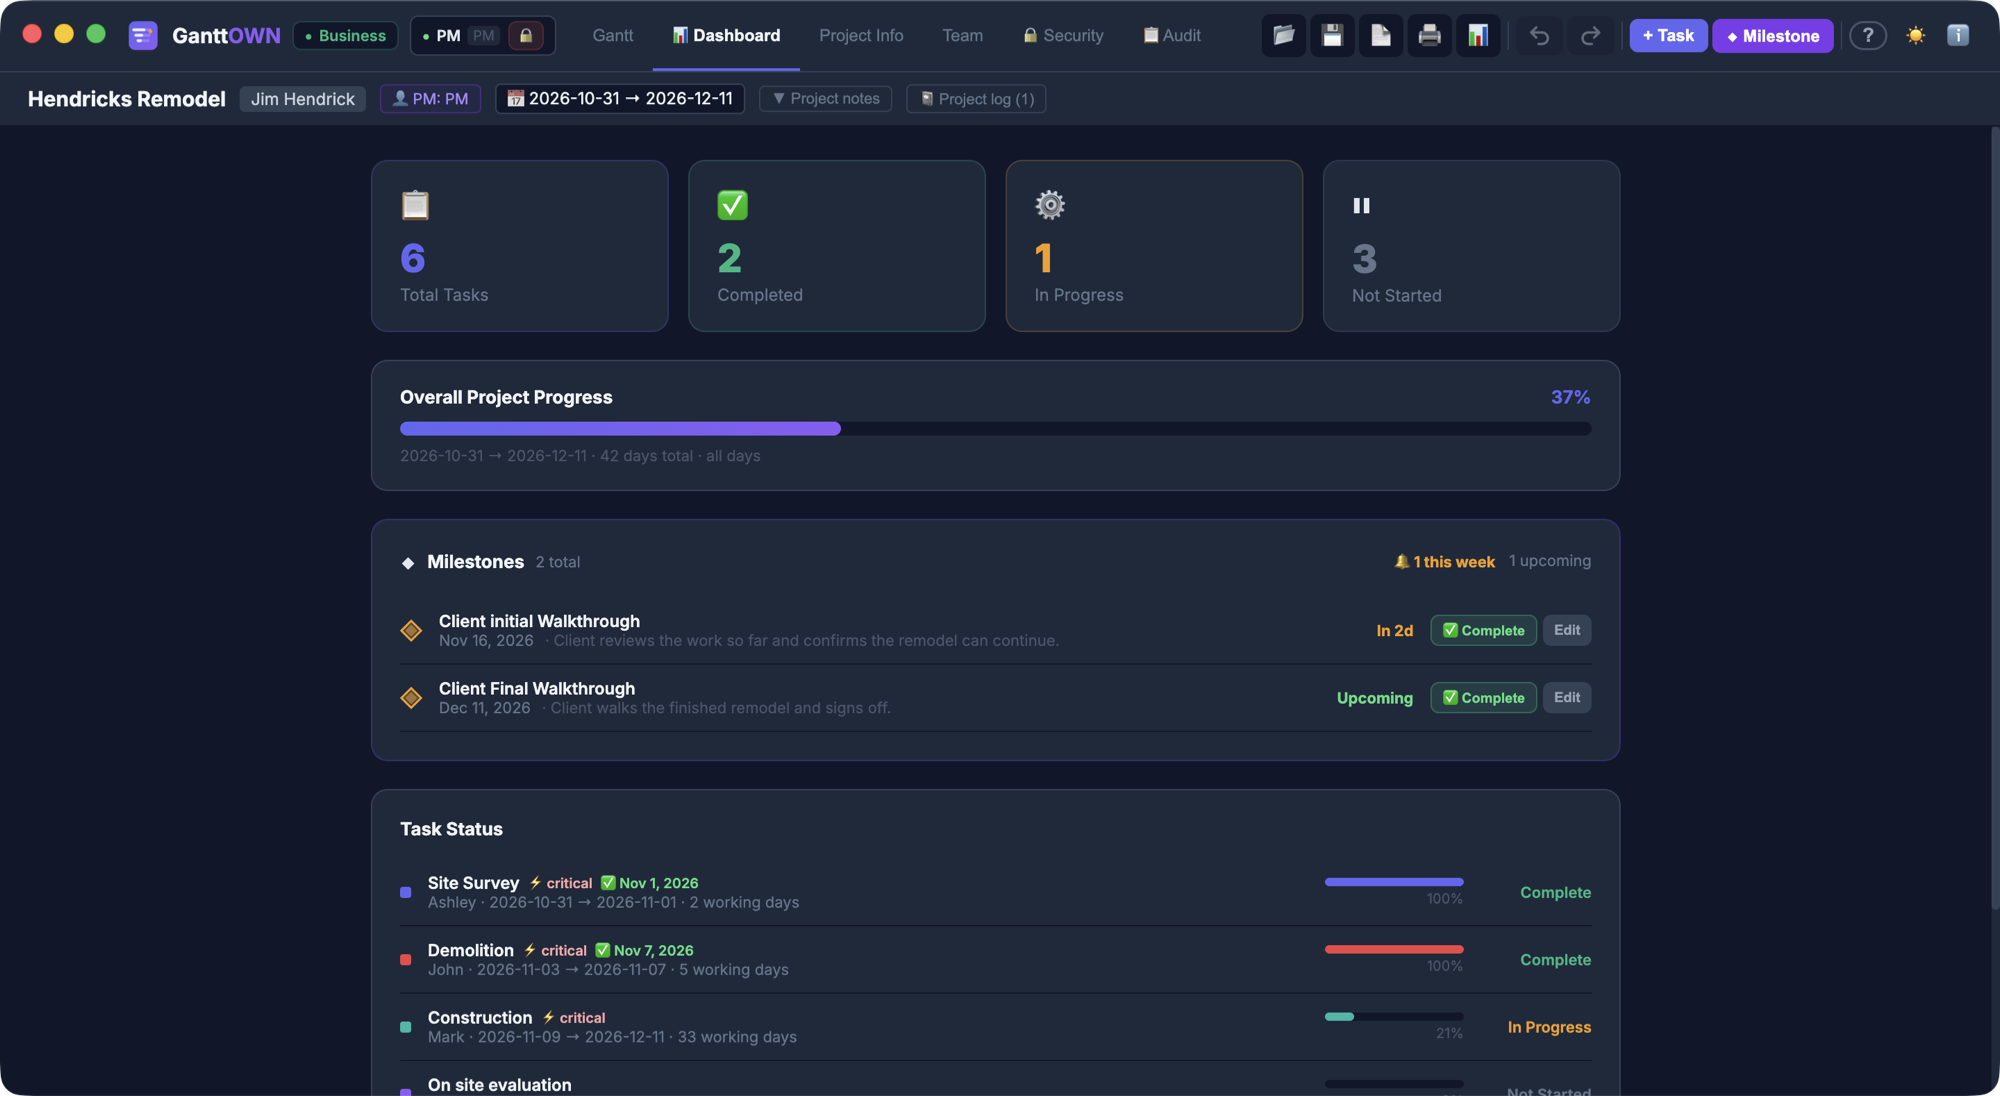 GanttOWN
Business
PM PM
Gantt
Dashboard
Project Info
Team
Security
Audit
+ Task
Milestone
?
Hendricks Remodel
Jim Hendrick
PM: PM
2026-10-31 → 2026-12-11
Project notes
Project log (1)
6
Total Tasks
2
Completed
1
In Progress
3
Not Started
Overall Project Progress
37%
2026-10-31 → 2026-12-11 · 42 days total · all days
Milestones 2 total
1 this week 1 upcoming
Client initial Walkthrough
Nov 16, 2026 · Client reviews the work so far and confirms the remodel can continue.
In 2d
Complete
Edit
Client Final Walkthrough
Dec 11, 2026 · Client walks the finished remodel and signs off.
Upcoming
Complete
Edit
Task Status
Site Survey ⚡ critical ✅ Nov 1, 2026
Ashley · 2026-10-31 → 2026-11-01 · 2 working days
100%
Complete
Demolition ⚡ critical ✅ Nov 7, 2026
John · 2026-11-03 → 2026-11-07 · 5 working days
100%
Complete
Construction ⚡ critical
Mark · 2026-11-09 → 2026-12-11 · 33 working days
21%
In Progress
On site evaluation
Not Started